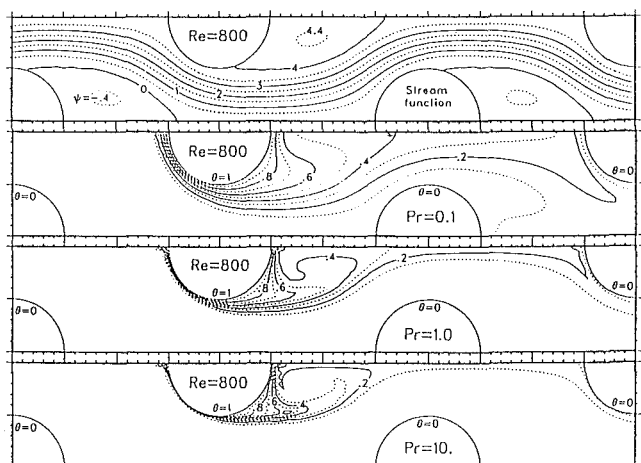 Re=800
4.4
.4
.3
.2
.1
0
ψ=-.4
Stream
function
Re=800
θ=1
.8
.6
.4
.2
θ=0
θ=0
θ=0
Pr=0.1
Re=800
θ=1
.8
.6
.4
.2
θ=0
θ=0
θ=0
Pr=1.0
Re=800
θ=1
.8
.6
.4
.2
θ=0
θ=0
θ=0
Pr=10.